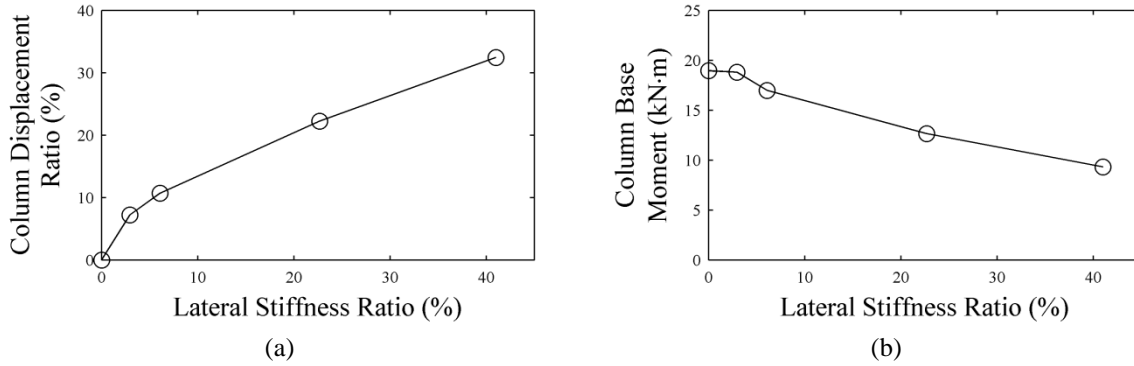 Column Displacement
Ratio (%)
40
30
20
10
0
0 10 20 30 40
Lateral Stiffness Ratio (%)
(a)
Column Base
Moment (kN·m)
25
20
15
10
5
0
0 10 20 30 40
Lateral Stiffness Ratio (%)
(b)